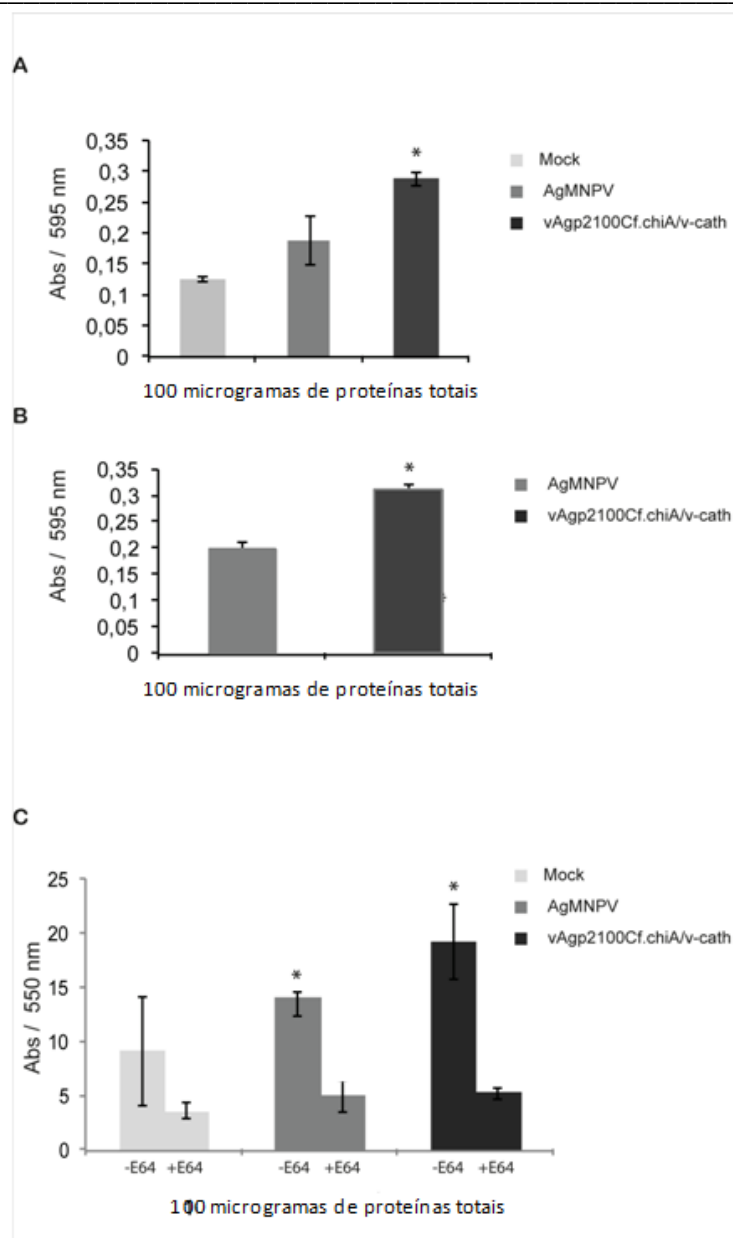 A
0,35
0,3
0,25
0,2
0,15
0,1
0,05
0
Abs / 595 nm
*
Mock
AgMNPV
vAgp2100Cf.chiA/v-cath
100 microgramas de proteínas totais
B
0,35
0,3
0,25
0,2
0,15
0,1
0,05
0
Abs / 595 nm
*
AgMNPV
vAgp2100Cf.chiA/v-cath
100 microgramas de proteínas totais
C
25
20
15
10
5
0
Abs / 550 nm
*
*
Mock
AgMNPV
vAgp2100Cf.chiA/v-cath
-E64 +E64 -E64 +E64 -E64 +E64
100 microgramas de proteínas totais